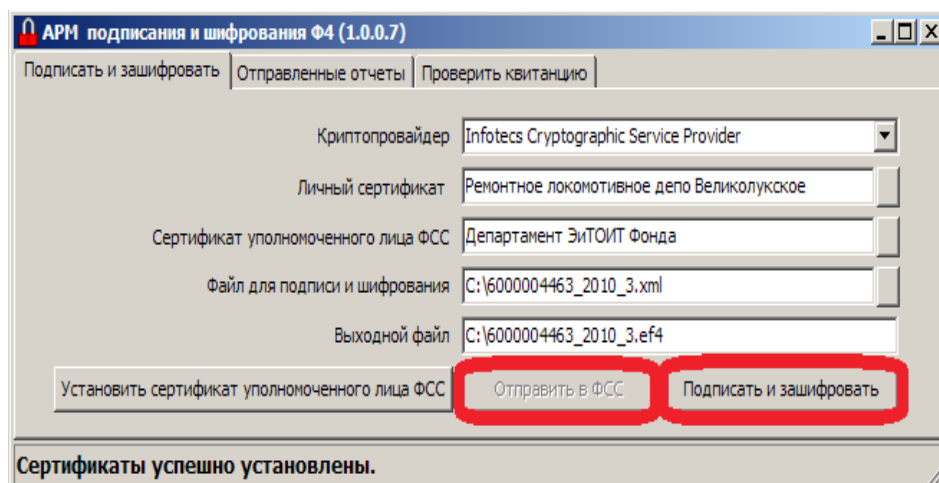 АРМ подписания и шифрования Ф4 (1.0.0.7)
Подписать и зашифровать Отправленные отчеты Проверить квитанцию
Криптопровайдер Infotecs Cryptographic Service Provider
Личный сертификат Ремонтное локомотивное депо Великолукское
Сертификат уполномоченного лица ФСС Департамент ЭиТОИТ Фонда
Файл для подписи и шифрования C:\6000004463_2010_3.xml
Выходной файл C:\6000004463_2010_3.ef4
Установить сертификат уполномоченного лица ФСС Отправить в ФСС Подписать и зашифровать
Сертификаты успешно установлены.